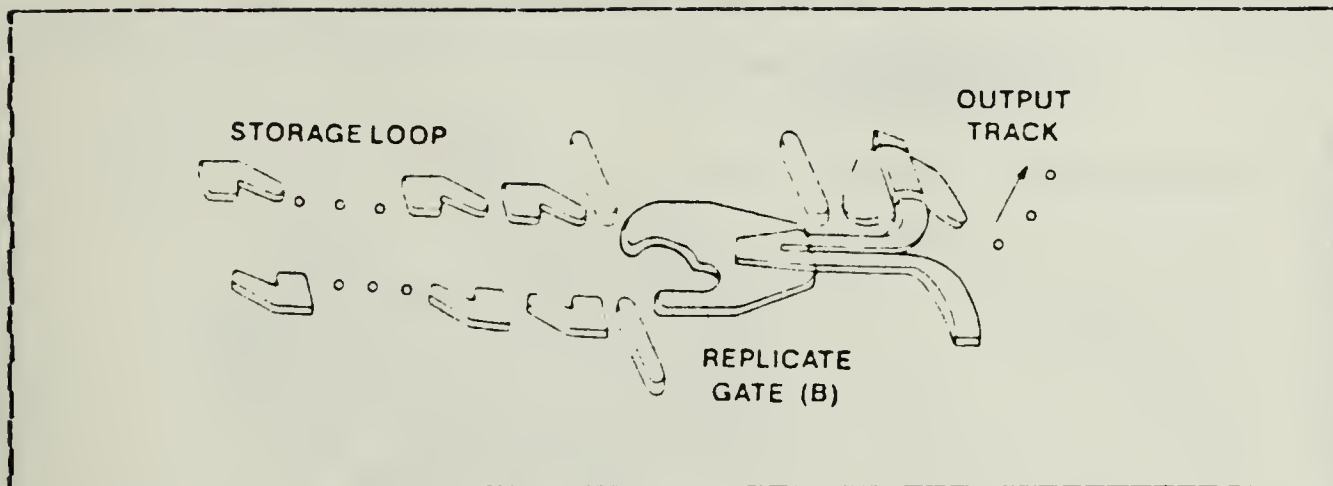 STORAGE LOOP
OUTPUT
TRACK
REPLICATE
GATE (B)